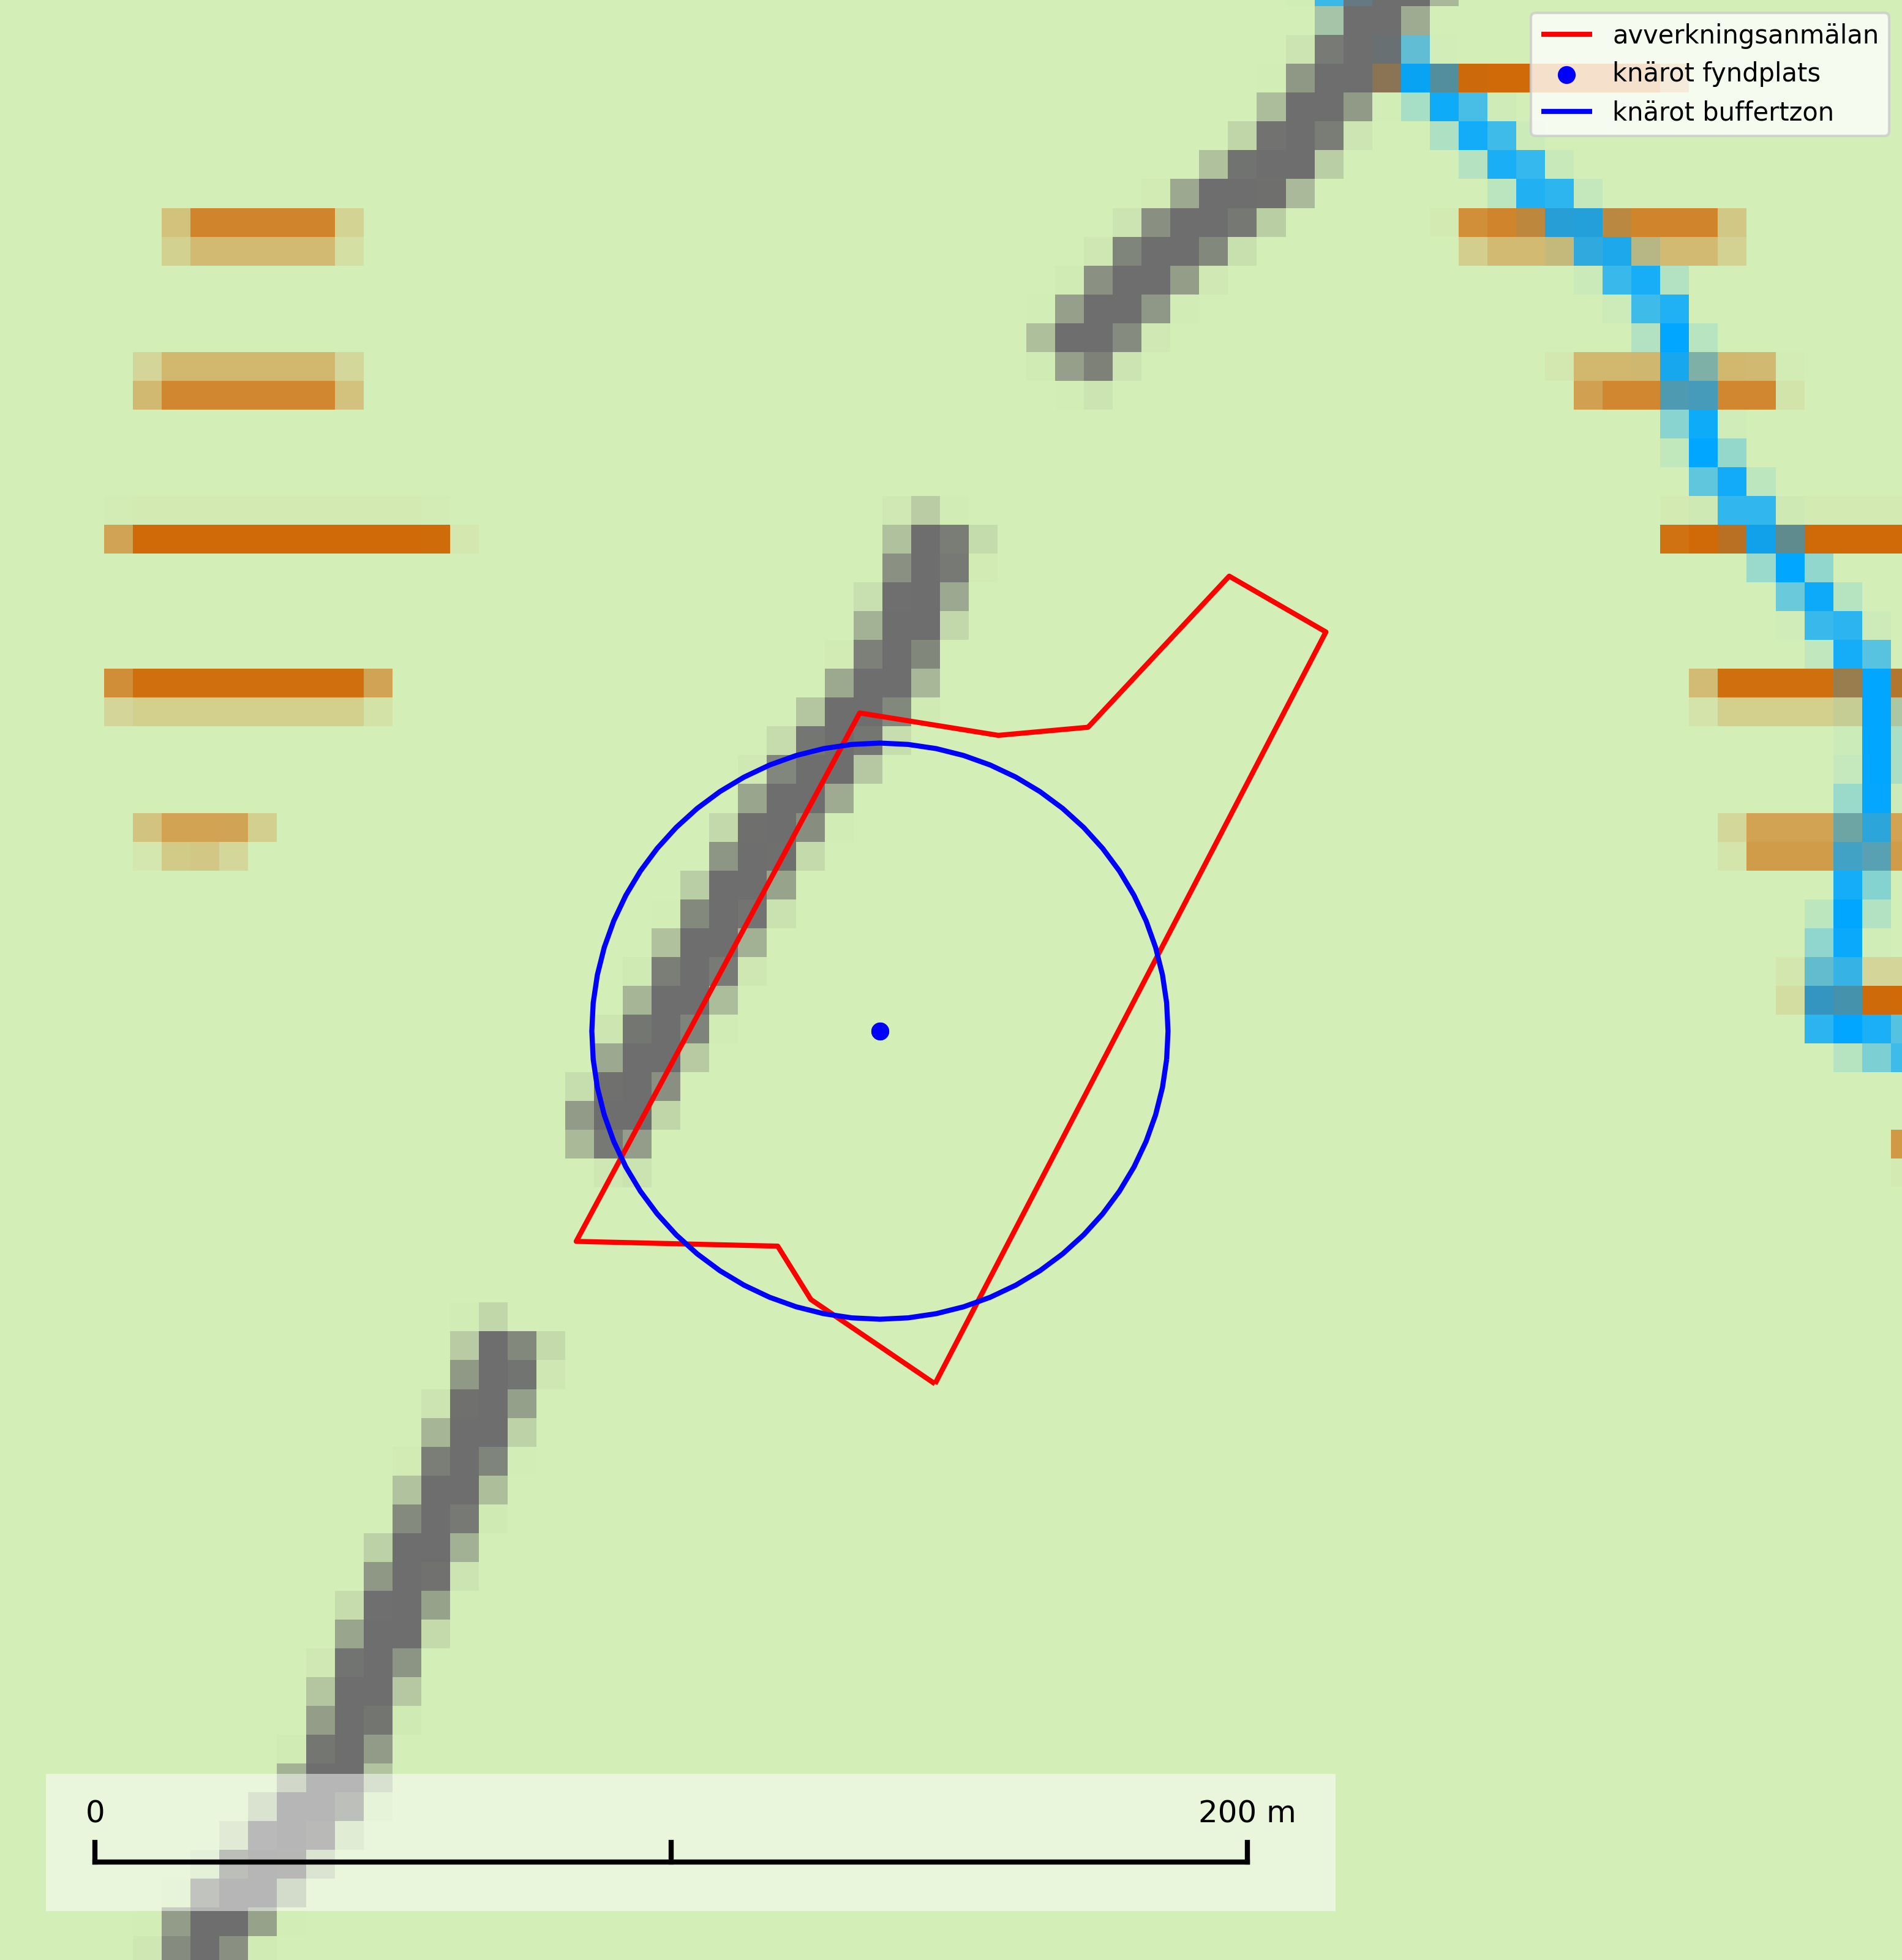 avverkningsanmälan
knärot fyndplats
knärot buffertzon
0
200 m